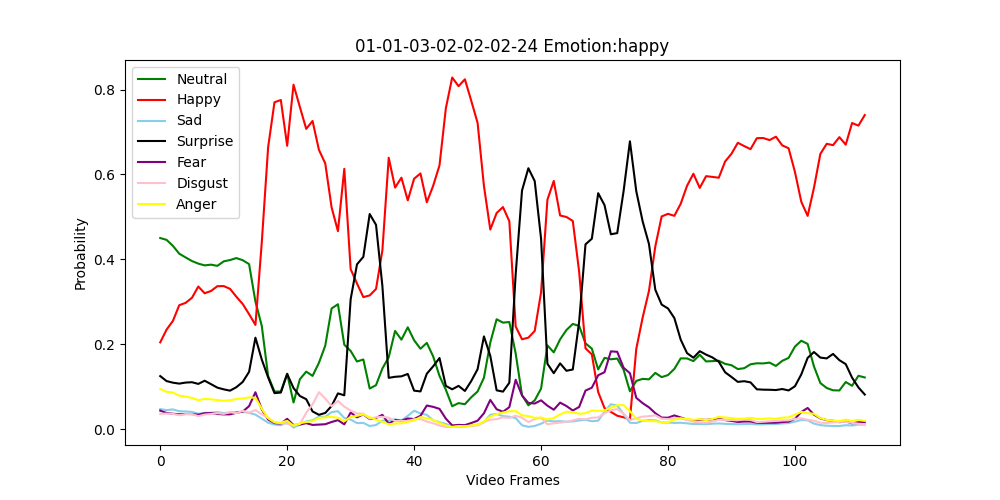 01-01-03-02-02-02-24 Emotion:happy
Neutral
Happy
Sad
Surprise
Fear
Disgust
Anger
Probability
0.8
0.6
0.4
0.2
0.0
0 20 40 60 80 100
Video Frames